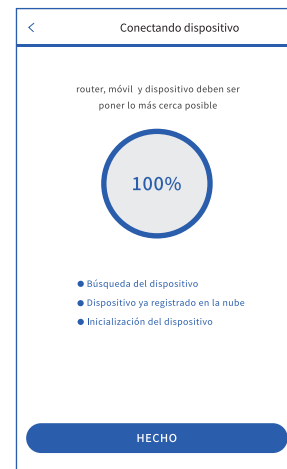 Conectando dispositivo
router, móvil y dispositivo deben ser
poner lo más cerca posible
100%
Búsqueda del dispositivo
Dispositivo ya registrado en la nube
Inicialización del dispositivo
HECHO